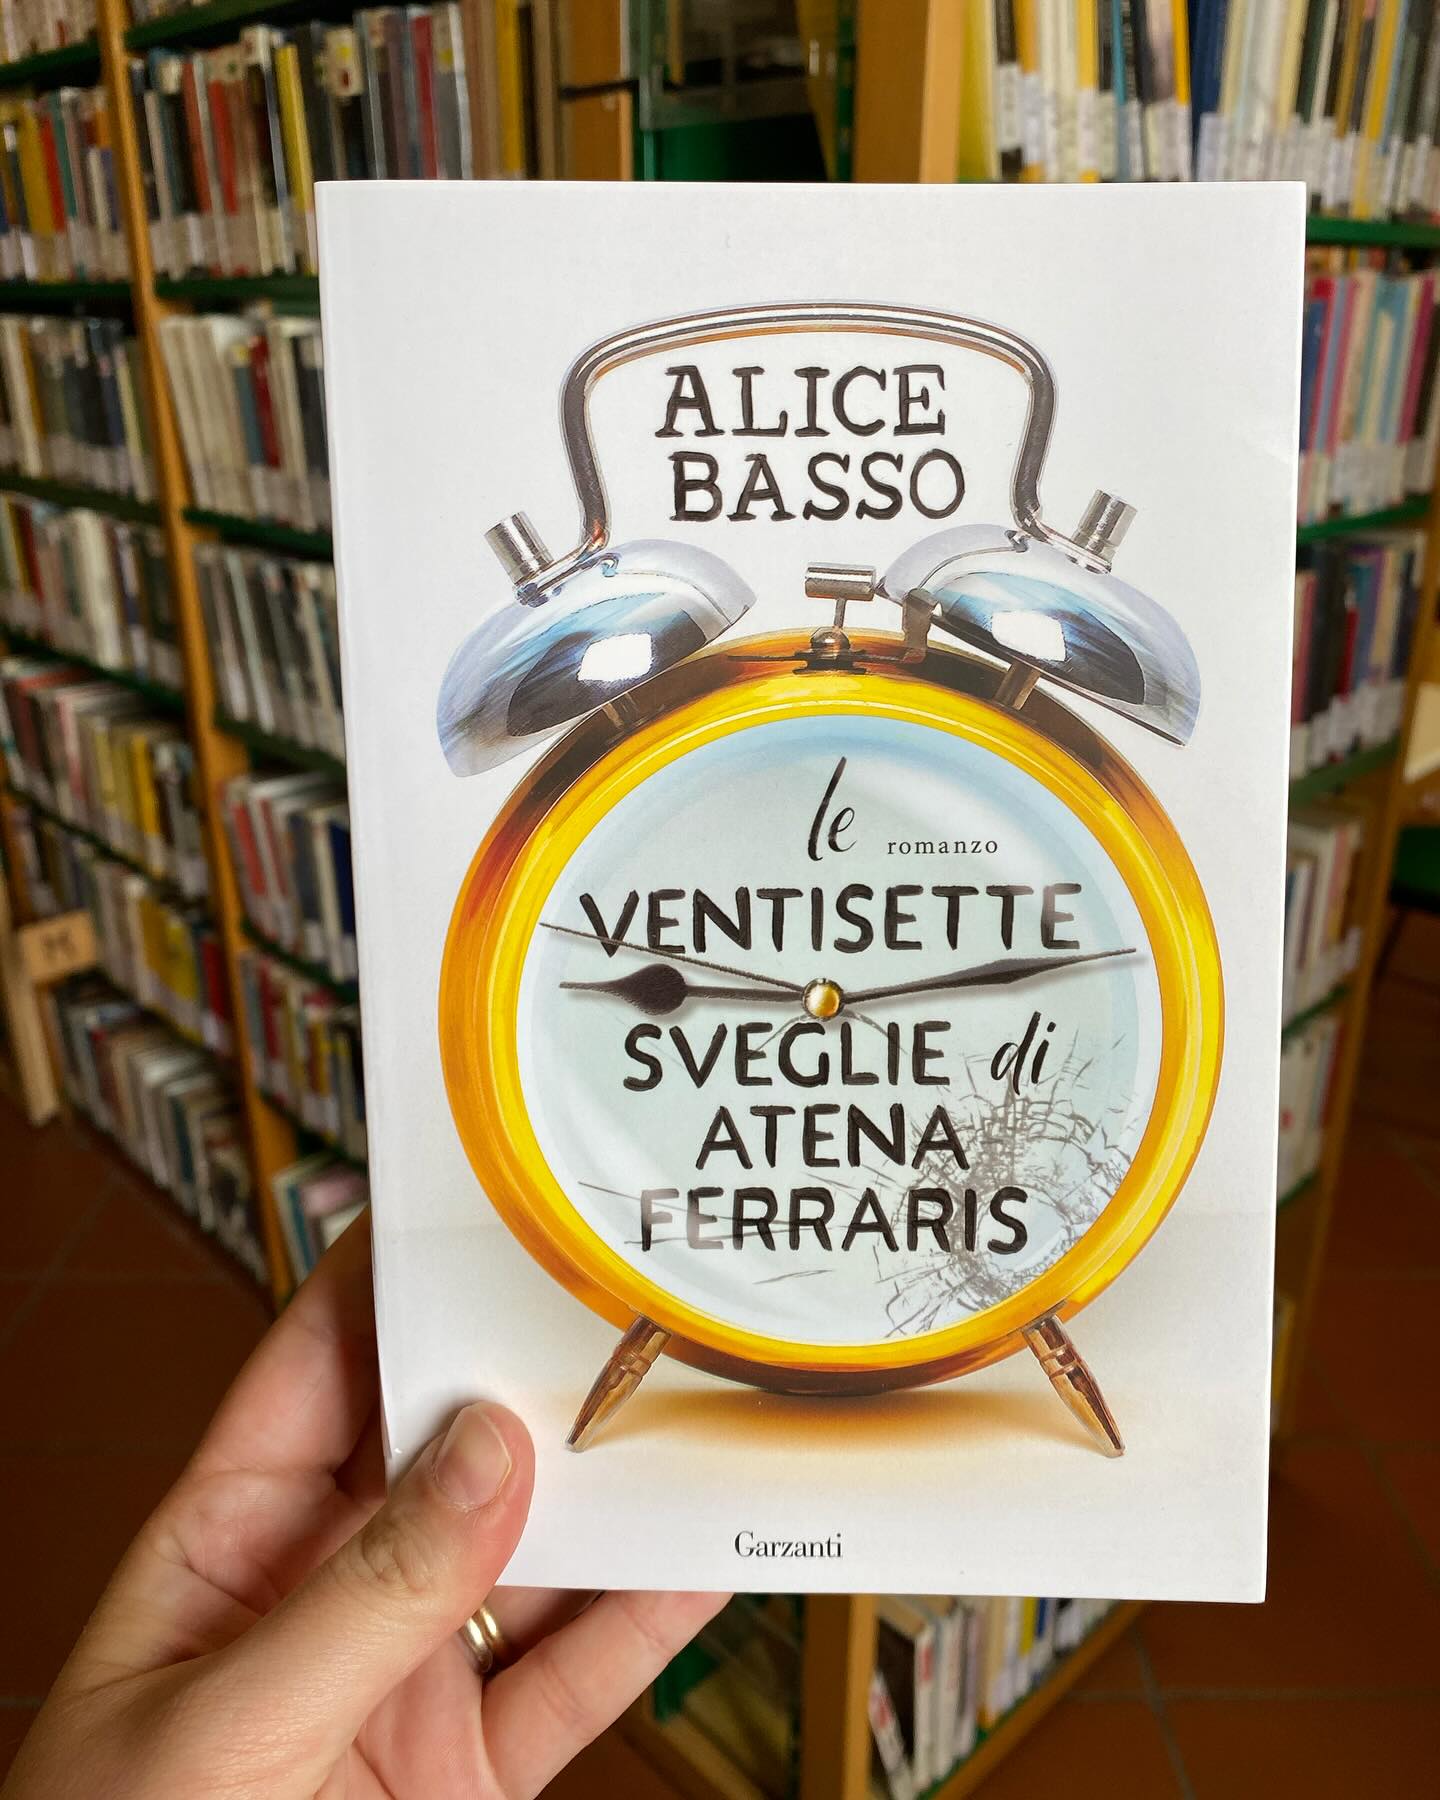 ALICE
BASSO
le romanzo
VENTISETTE
SVEGLIE di
ATENA
FERRARIS
Garzanti